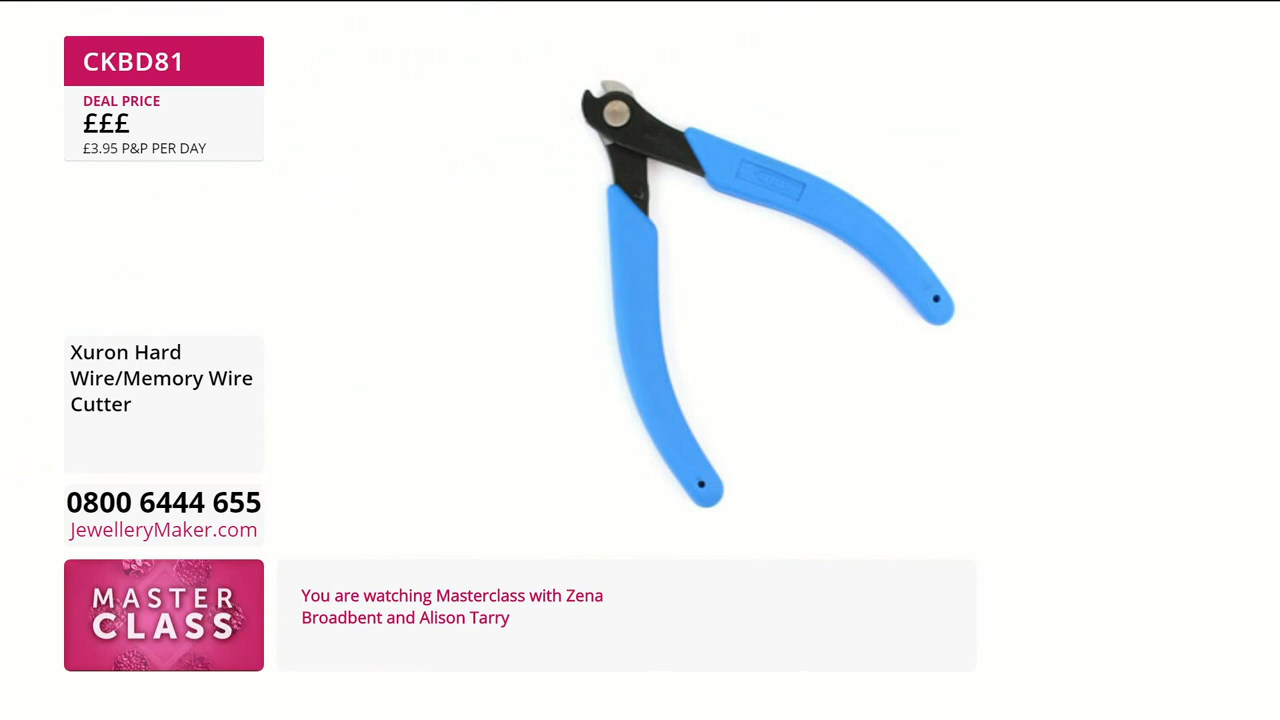 CKBD81
DEAL PRICE
£££
£3.95 P&P PER DAY
Xuron Hard
Wire/Memory Wire
Cutter
0800 6444 655
JewelleryMaker.com
MASTER
CLASS
You are watching Masterclass with Zena
Broadbent and Alison Tarry